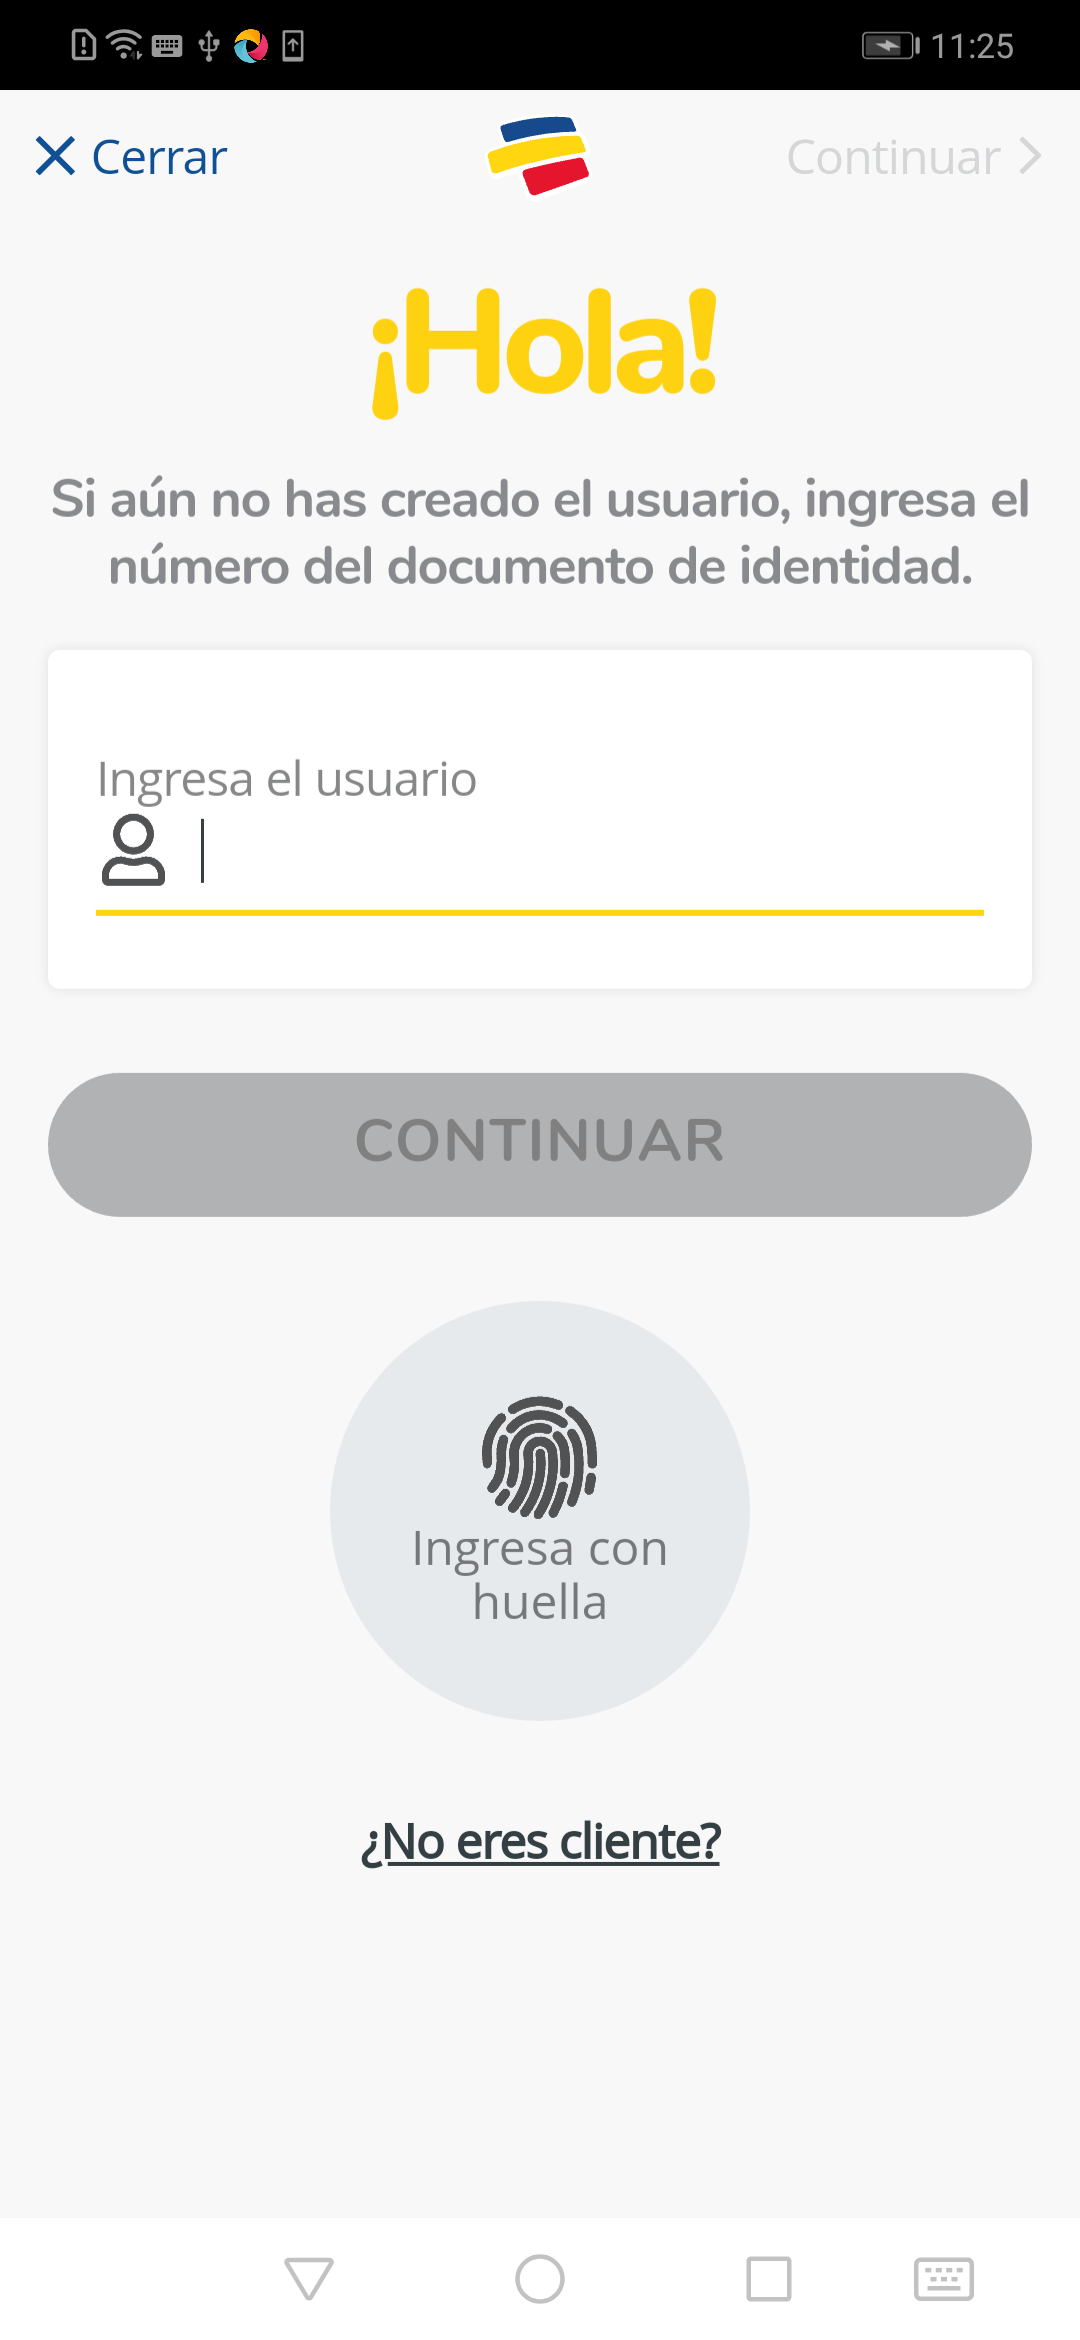 11:25
Cerrar
Continuar
¡Hola!
Si aún no has creado el usuario, ingresa el
número del documento de identidad.
Ingresa el usuario
CONTINUAR
Ingresa con
huella
¿No eres cliente?